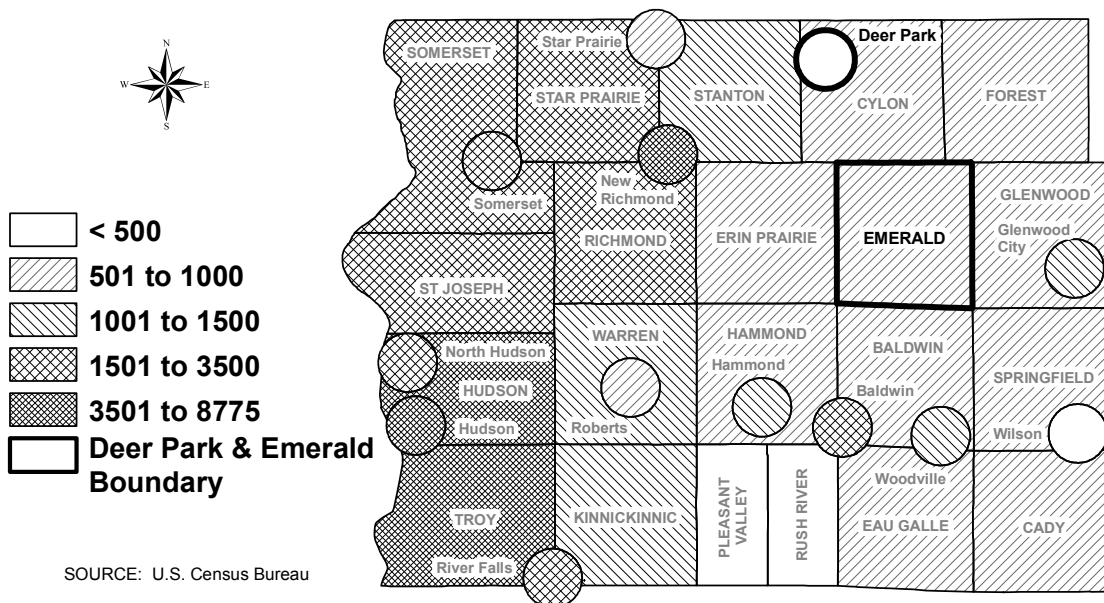 N
W E
S
SOMERSET
Star Prairie
STAR PRAIRIE
STANTON
Deer Park
CYLON
FOREST
Somerset
New
Richmond
RICHMOND
ERIN PRAIRIE
EMERALD
GLENWOOD
Glenwood
City
ST JOSEPH
< 500
501 to 1000
1001 to 1500
1501 to 3500
3501 to 8775
Deer Park & Emerald
Boundary
North Hudson
HUDSON
Hudson
WARREN
Roberts
HAMMOND
Hammond
BALDWIN
Baldwin
SPRINGFIELD
Wilson
Woodville
TROY
River Falls
KINNICKINNIC
PLEASANT
VALLEY
RUSH RIVER
EAU GALLE
CADY
SOURCE: U.S. Census Bureau